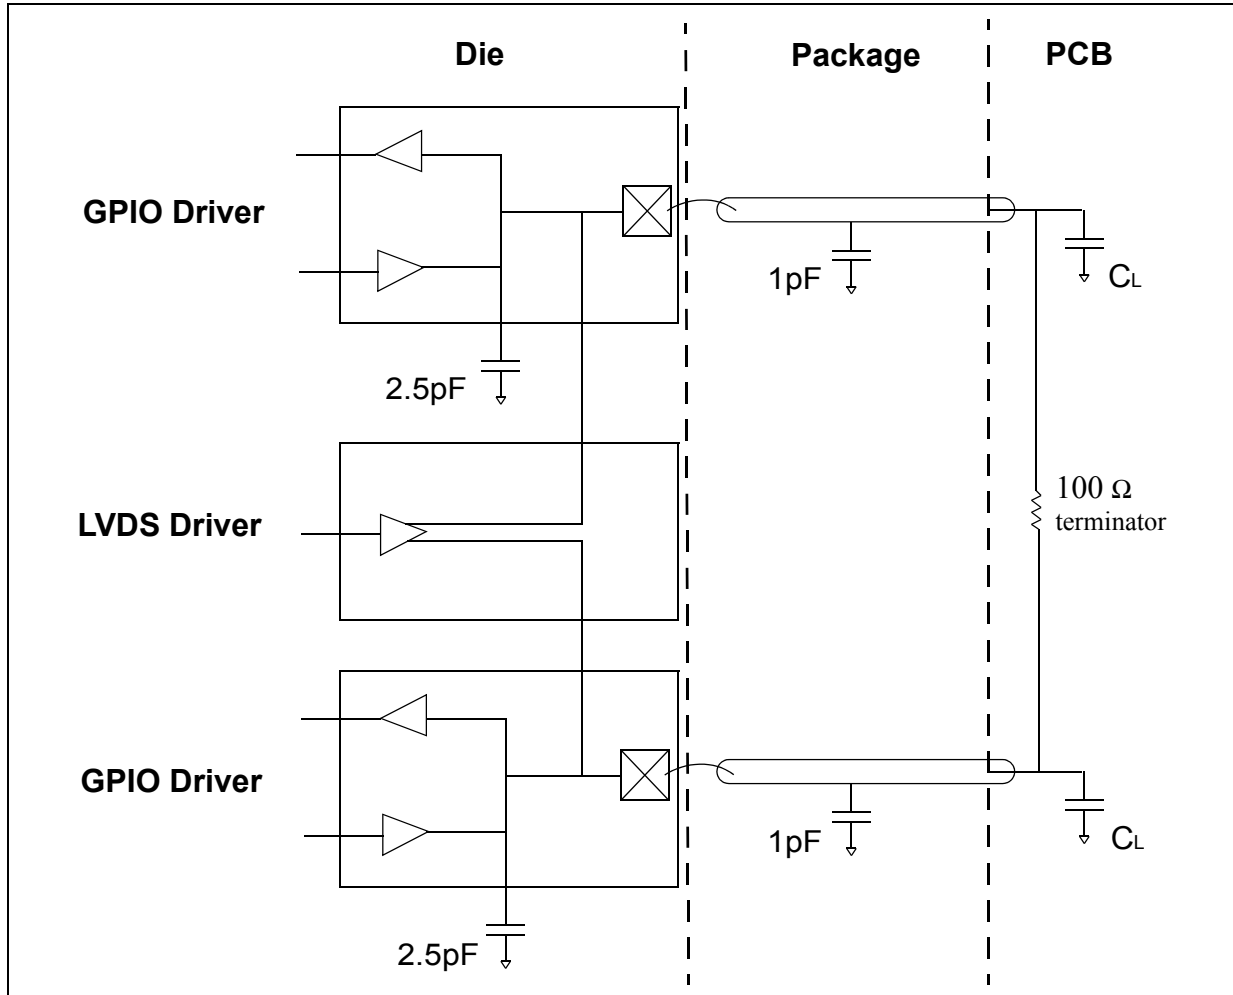 Die
Package
PCB
GPIO Driver
1pF
CL
2.5pF
LVDS Driver
100 Ω
terminator
GPIO Driver
1pF
CL
2.5pF